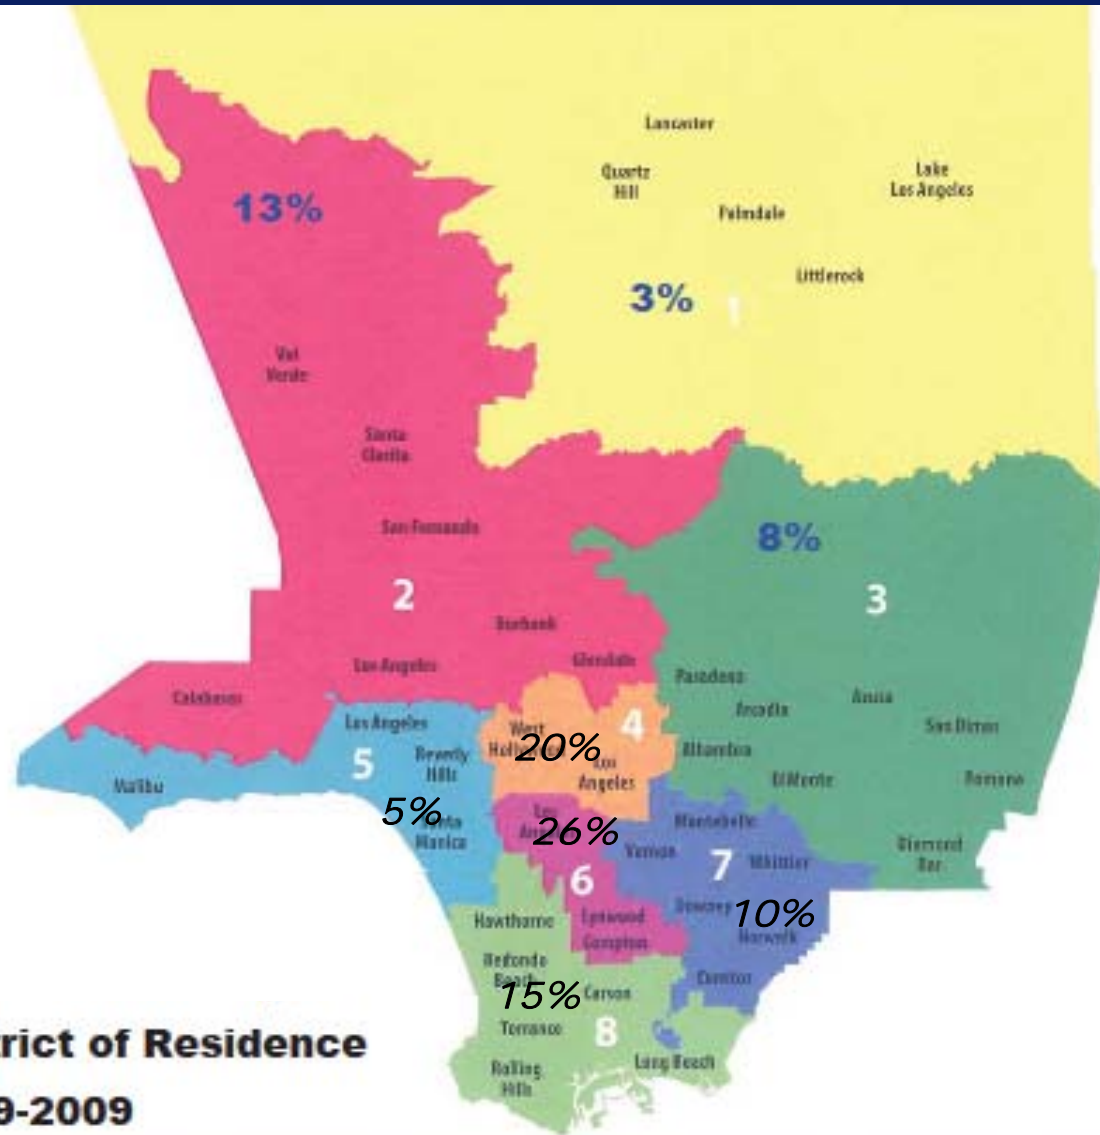 Lancaster
Quartz
Hill
Lake
Los Angeles
13%
Palmdale
Littlerock
3%
1
Val
Verde
Santa
Clarita
San Fernando
8%
2
3
Burbank
Los Angeles
Glendale
Pasadena
Calabasas
Arcadia
Azusa
San Dimas
Los Angeles
West
4
5
Beverly
Hills
20%
Los
Angeles
Alhambra
El Monte
Pomona
Malibu
5%
Santa
Monica
Los
26%
Montebello
Vernon
7
Whittier
Diamond
Bar
6
Downey
10%
Norwalk
Hawthorne
Lynwood
Compton
Redondo
Beach
Cerritos
15%
Carson
Torrance
8
Long Beach
Rolling
Hills
rict of Residence
9-2009